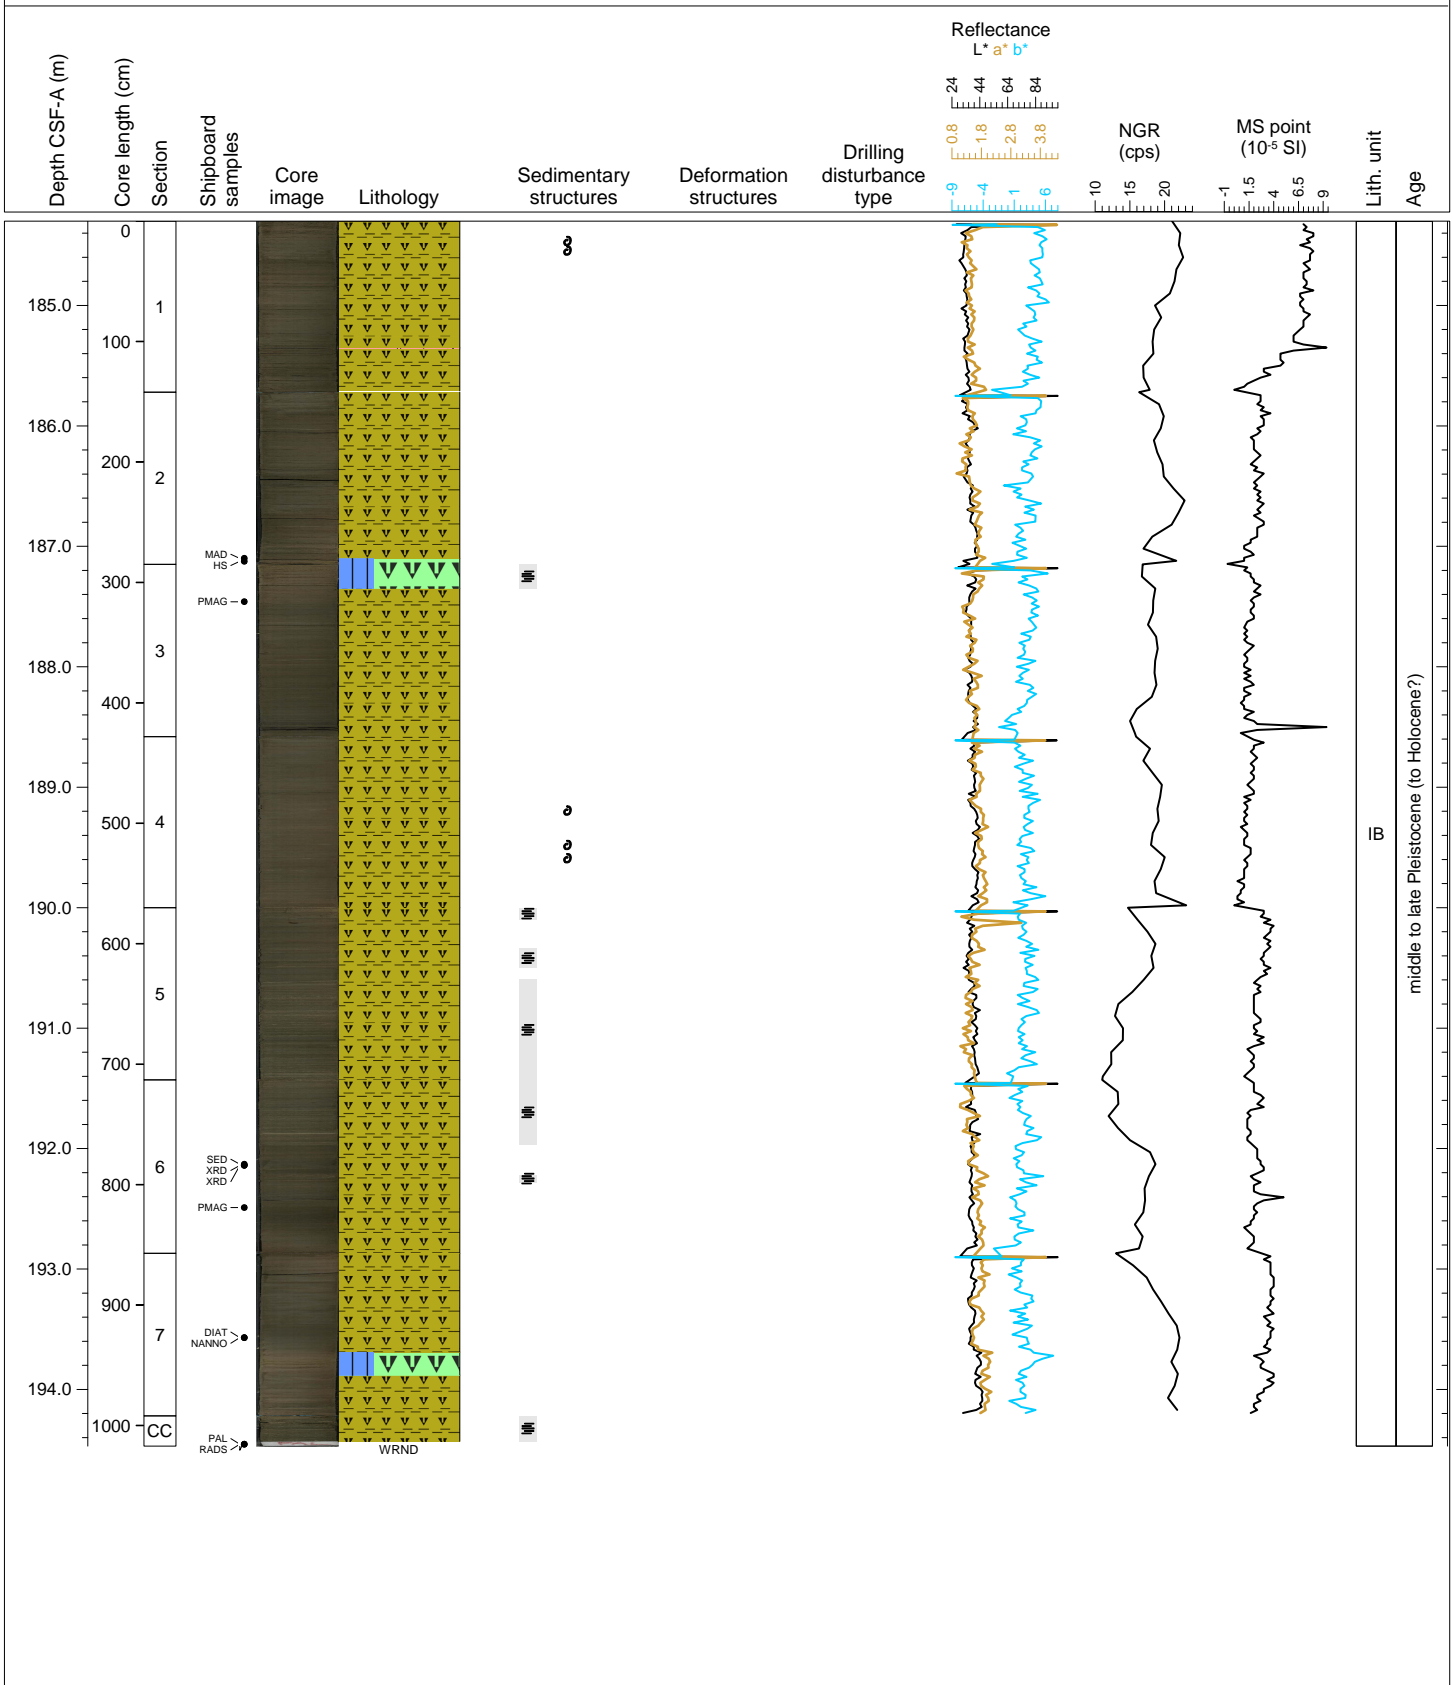 Depth CSF-A (m)
Core length (cm)
Section
Shipboard
samples
Core
image
Lithology
Sedimentary
structures
Deformation
structures
Drilling
disturbance
type
Reflectance
L* a* b*
24 44 64 84
0.8 1.8 2.8 3.8
-9 -4 1 6
NGR
(cps)
10 15 20
MS point
(10-5 SI)
-1 1.5 4 6.5 9
Lith. unit
Age
185.0
186.0
187.0
188.0
189.0
190.0
191.0
192.0
193.0
194.0
0
100
200
300
400
500
600
700
800
900
1000
1
2
3
4
5
6
7
CC
MAD
HS
PMAG
SED
XRD
XRD
PMAG
DIAT
NANNO
PAL
RADS
WRND
IB
middle to late Pleistocene (to Holocene?)